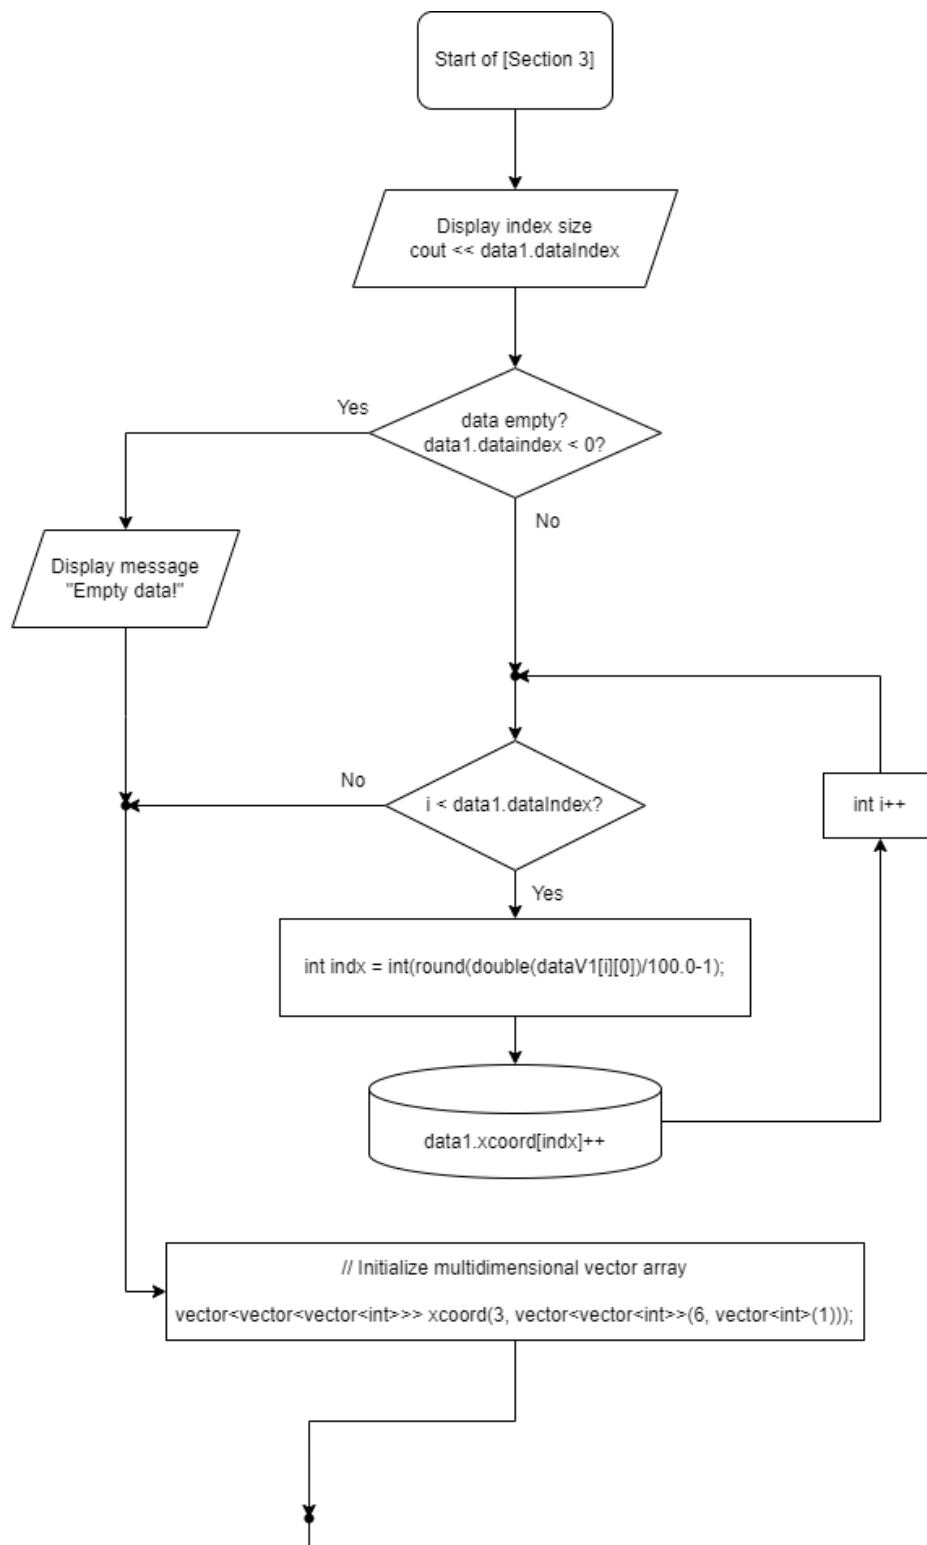 Start of [Section 3]
Display index size
cout << data1.dataIndex
Yes
data empty?
data1.dataindex < 0?
No
Display message
"Empty data!"
No
i < data1.dataIndex?
int i++
Yes
int indx = int(round(double(dataV1[i][0])/100.0-1);
data1.xcoord[indx]++
// Initialize multidimensional vector array
vector<vector<vector<int>>> xcoord(3, vector<vector<int>>(6, vector<int>(1)));